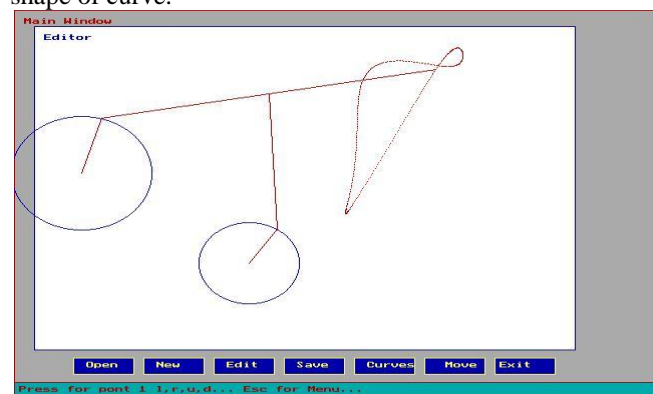 shape of curve.
Main Window
Editor
Open New Edit Save Curves Move Exit
Press for pont 1 l,r,u,d... Esc for Menu...